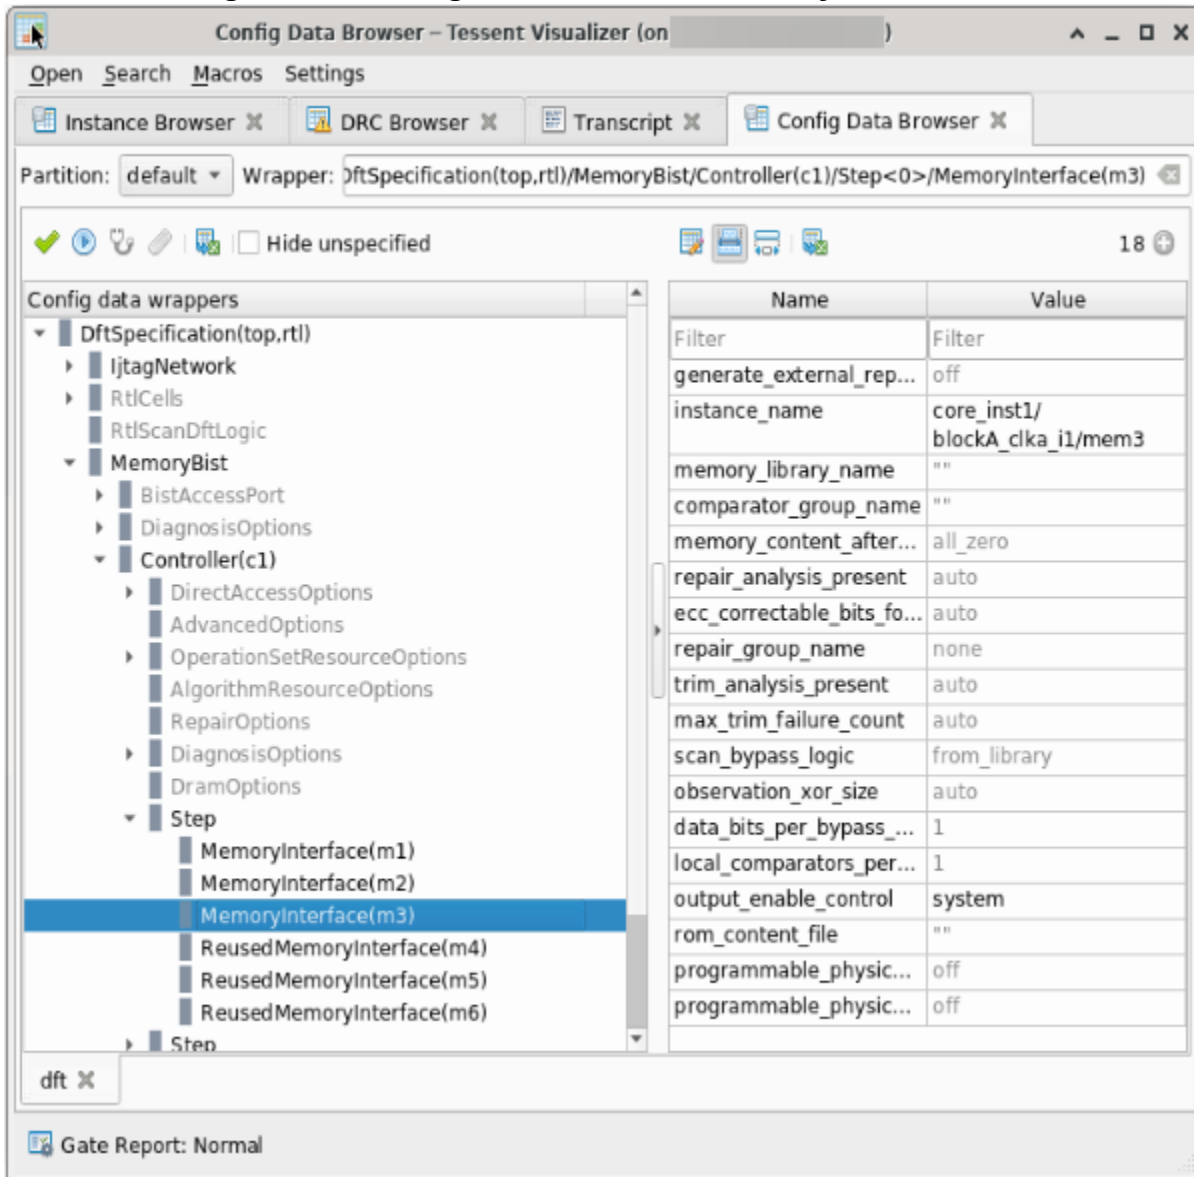 Config Data Browser – Tessent Visualizer (on )
Open Search Macros Settings
Instance Browser DRC Browser Transcript Config Data Browser
Partition: default Wrapper: DftSpecification(top,rtl)/MemoryBist/Controller(c1)/Step<0>/MemoryInterface(m3)
Hide unspecified 18
Config data wrappers
DftSpecification(top,rtl)
IjtagNetwork
RtlCells
RtlScanDftLogic
MemoryBist
BistAccessPort
DiagnosisOptions
Controller(c1)
DirectAccessOptions
AdvancedOptions
OperationSetResourceOptions
AlgorithmResourceOptions
RepairOptions
DiagnosisOptions
DramOptions
Step
MemoryInterface(m1)
MemoryInterface(m2)
MemoryInterface(m3)
ReusedMemoryInterface(m4)
ReusedMemoryInterface(m5)
ReusedMemoryInterface(m6)
Step
Name Value
Filter Filter
generate_external_rep... off
instance_name core_inst1/
blockA_clka_i1/mem3
memory_library_name ""
comparator_group_name ""
memory_content_after... all_zero
repair_analysis_present auto
ecc_correctable_bits_fo... auto
repair_group_name none
trim_analysis_present auto
max_trim_failure_count auto
scan_bypass_logic from_library
observation_xor_size auto
data_bits_per_bypass_... 1
local_comparators_per... 1
output_enable_control system
rom_content_file ""
programmable_physic... off
programmable_physic... off
dft
Gate Report: Normal